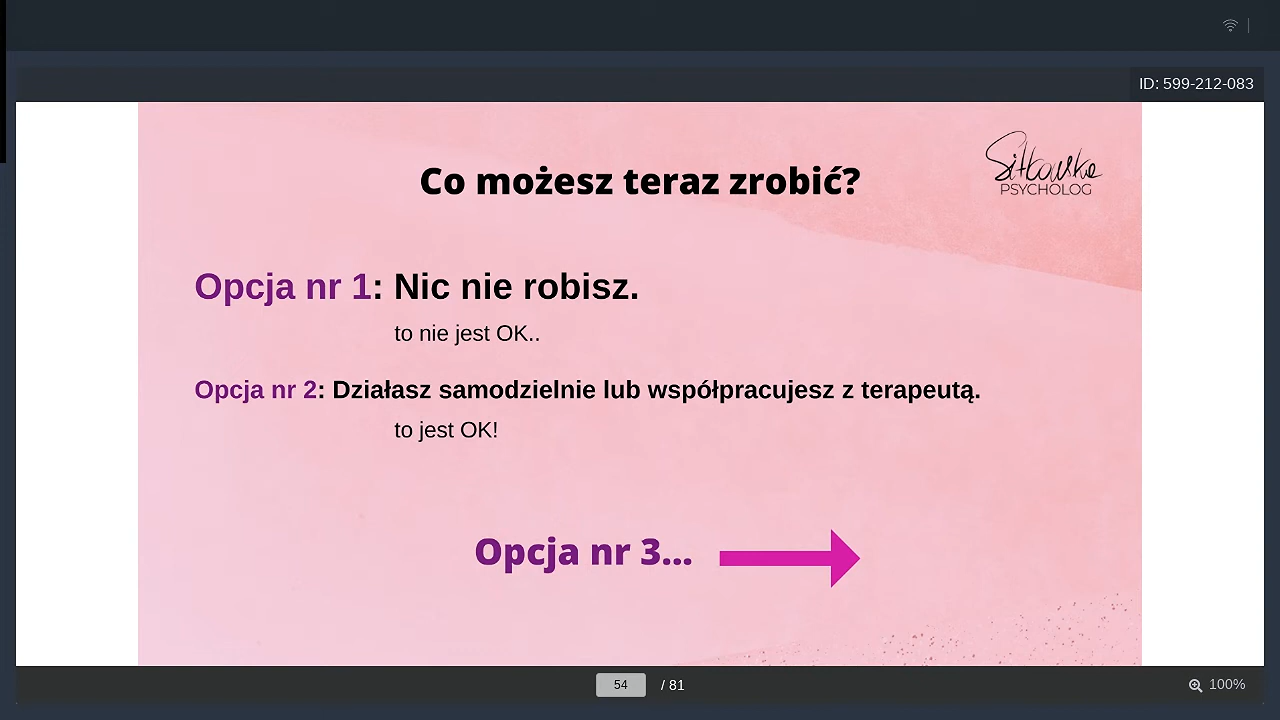 ID: 599-212-083
Co możesz teraz zrobić?
Siłkowska
PSYCHOLOG
Opcja nr 1: Nic nie robisz.
to nie jest OK..
Opcja nr 2: Działasz samodzielnie lub współpracujesz z terapeutą.
to jest OK!
Opcja nr 3...
54 / 81
100%